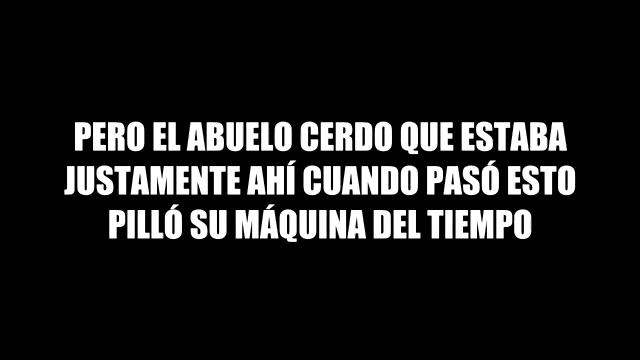 PERO EL ABUELO CERDO QUE ESTABA
JUSTAMENTE AHÍ CUANDO PASÓ ESTO
PILLÓ SU MÁQUINA DEL TIEMPO